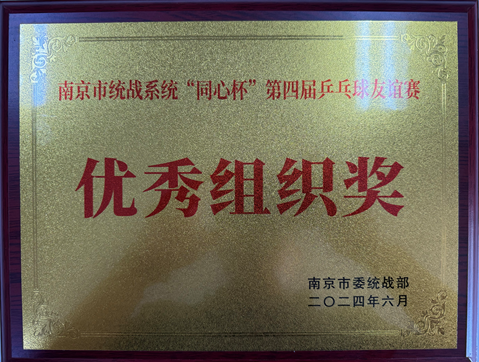 南京市统战系统“同心杯”第四届乒乓球友谊赛
优秀组织奖
南京市委统战部
二〇二四年六月